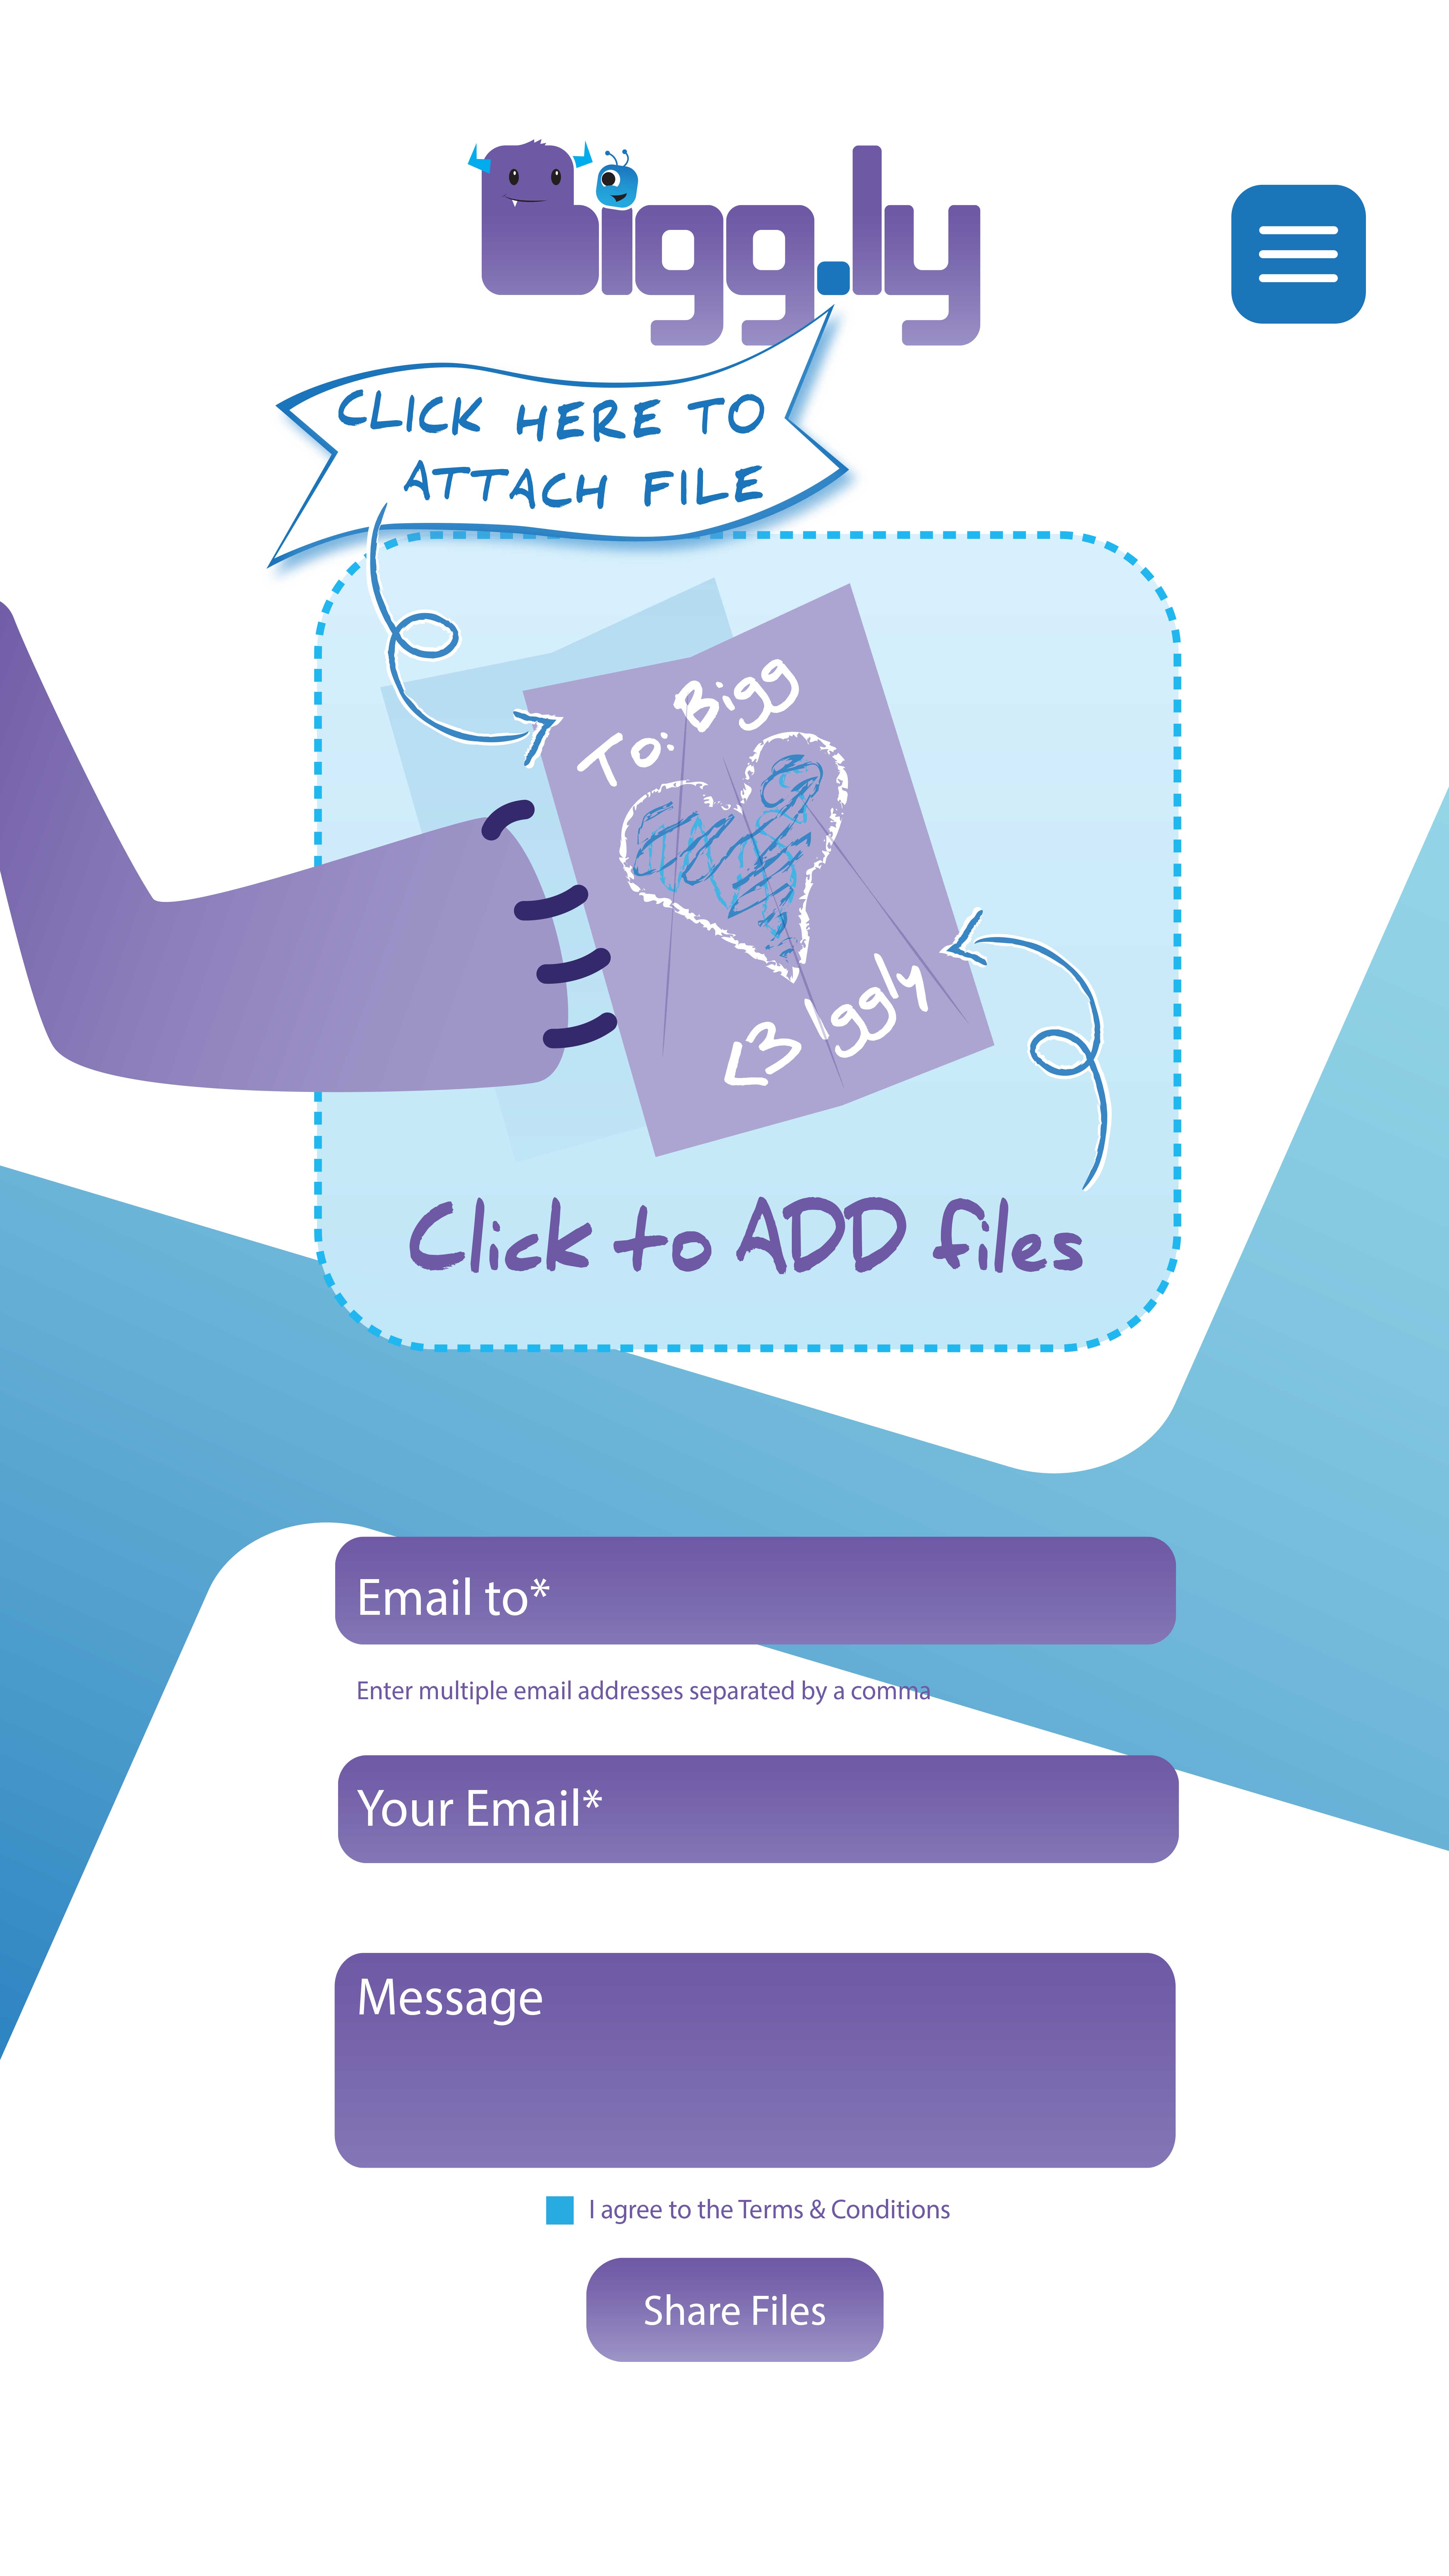 bigg.ly
CLICK HERE TO
ATTACH FILE
To: Bigg
<3 Iggly
Click to ADD files
Email to*
Enter multiple email addresses separated by a comma
Your Email*
Message
I agree to the Terms & Conditions
Share Files